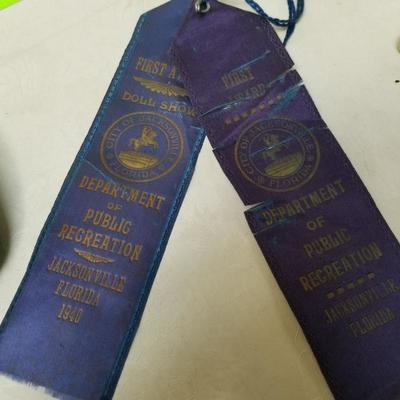 FIRST
DOLL SHOW
CITY OF JACKSONVILLE
FLORIDA
DEPARTMENT
OF
PUBLIC
RECREATION
JACKSONVILLE
FLORIDA
1940
FIRST
CITY OF JACKSONVILLE
FLORIDA
DEPARTMENT
OF
PUBLIC
RECREATION
JACKSONVILLE
FLORIDA